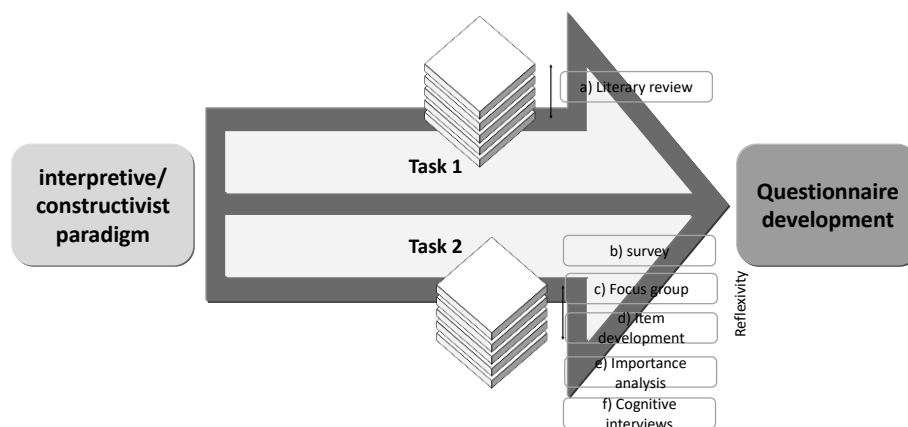 a) Literary review
Task 1
interpretive/
constructivist
paradigm
Questionnaire
development
Task 2
b) survey
c) Focus group
Reflexivity
d) Item
development
e) Importance
analysis
f) Cognitive
interviews